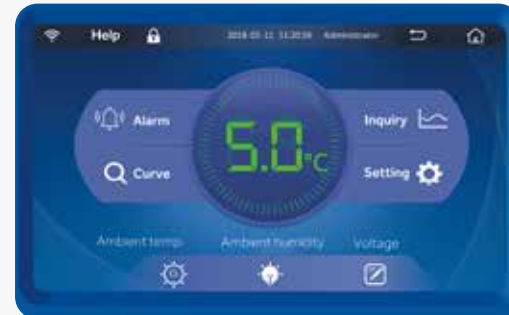 Help
Administrator
Alarm
Inquiry
5.0°C
Curve
Setting
Ambient temp
Ambient humidity
Voltage